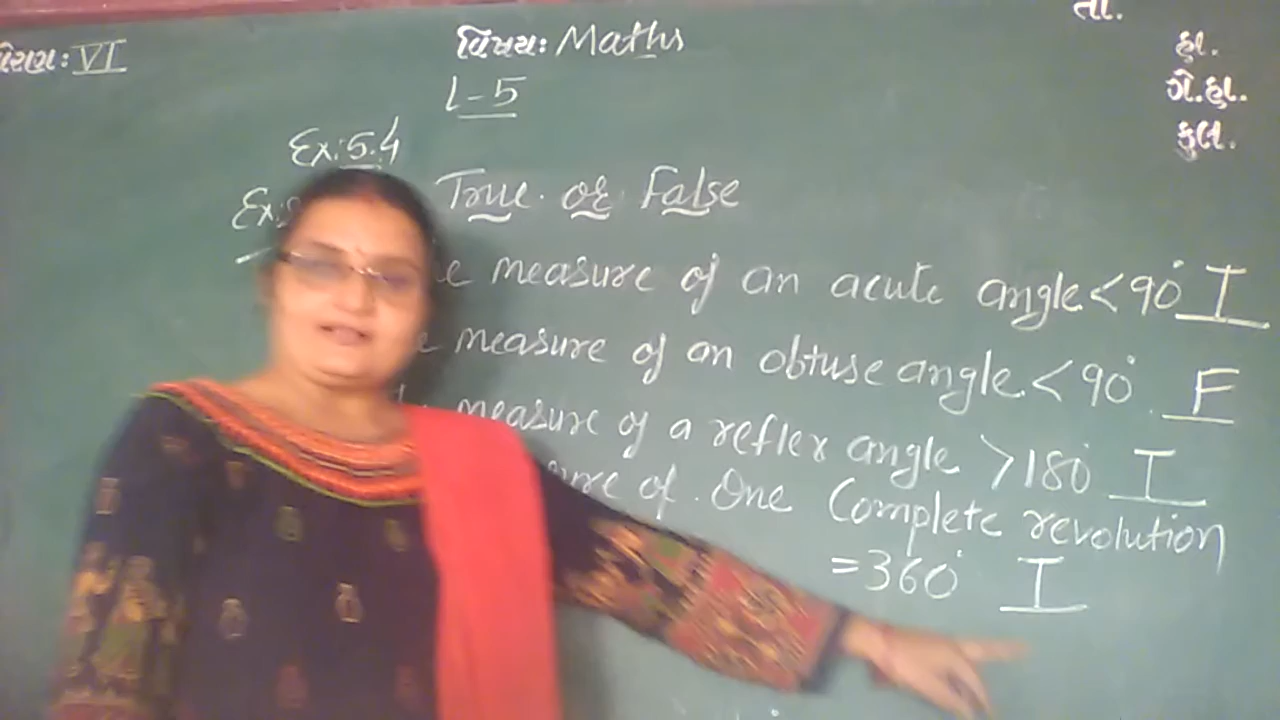 તા.
ધોરણ: VI
વિષય: Maths
હા.
L-5
ગે.હા.
કુલ.
Ex:5.4
Ex:
True or False
measure of an acute angle < 90° T
measure of an obtuse angle < 90°. F
measure of a reflex angle > 180° T
of One Complete revolution
= 360° T